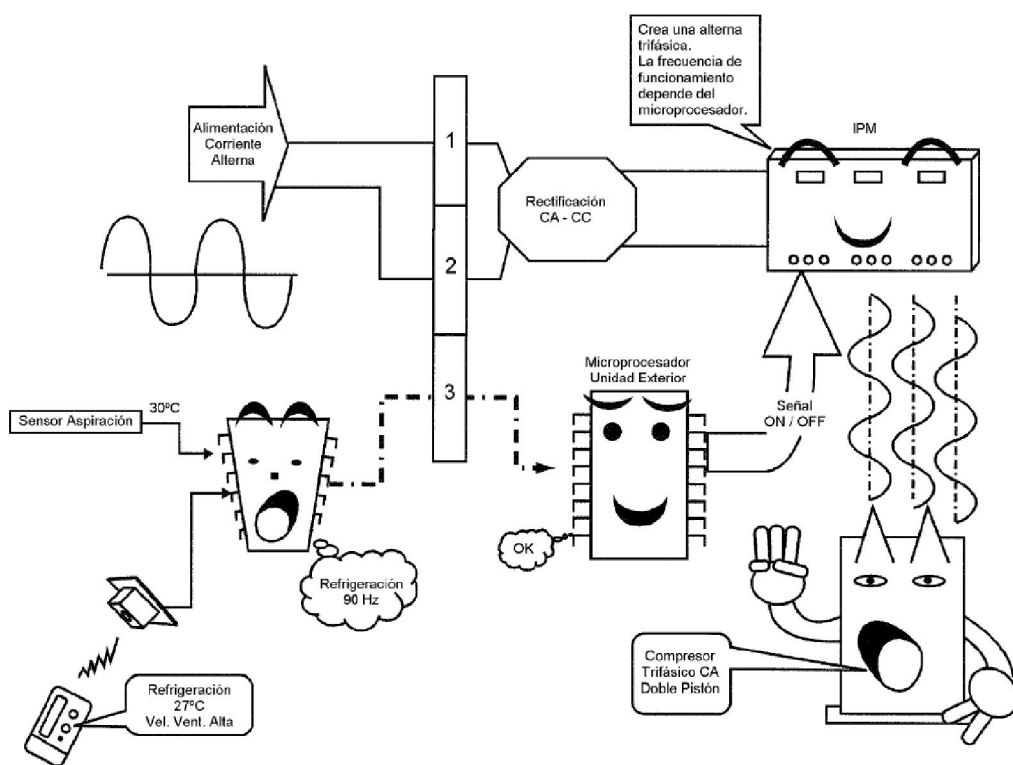 Crea una alterna
trifásica.
La frecuencia de
funcionamiento
depende del
microprocesador.
IPM
Alimentación
Corriente
Alterna
1
2
3
Rectificación
CA - CC
Microprocesador
Unidad Exterior
Señal
ON / OFF
Sensor Aspiración
30ºC
OK
Refrigeración
90 Hz
Compresor
Trifásico CA
Doble Pistón
Refrigeración
27ºC
Vel. Vent. Alta